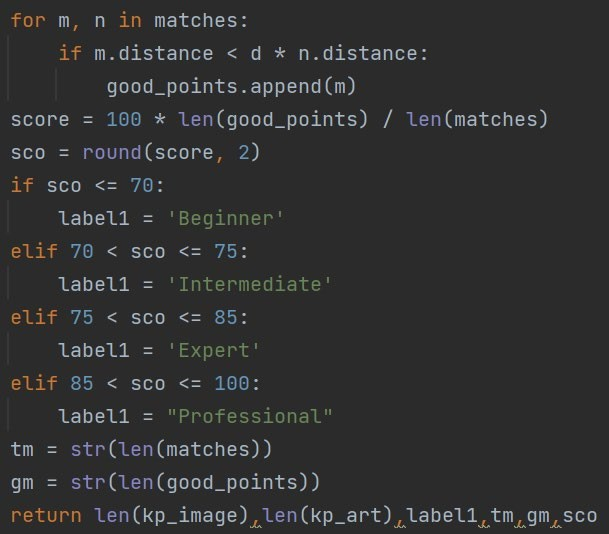 for m, n in matches:
    if m.distance < d * n.distance:
        good_points.append(m)
score = 100 * len(good_points) / len(matches)
sco = round(score, 2)
if sco <= 70:
    label1 = 'Beginner'
elif 70 < sco <= 75:
    label1 = 'Intermediate'
elif 75 < sco <= 85:
    label1 = 'Expert'
elif 85 < sco <= 100:
    label1 = "Professional"
tm = str(len(matches))
gm = str(len(good_points))
return len(kp_image),len(kp_art),label1,tm,gm,sco